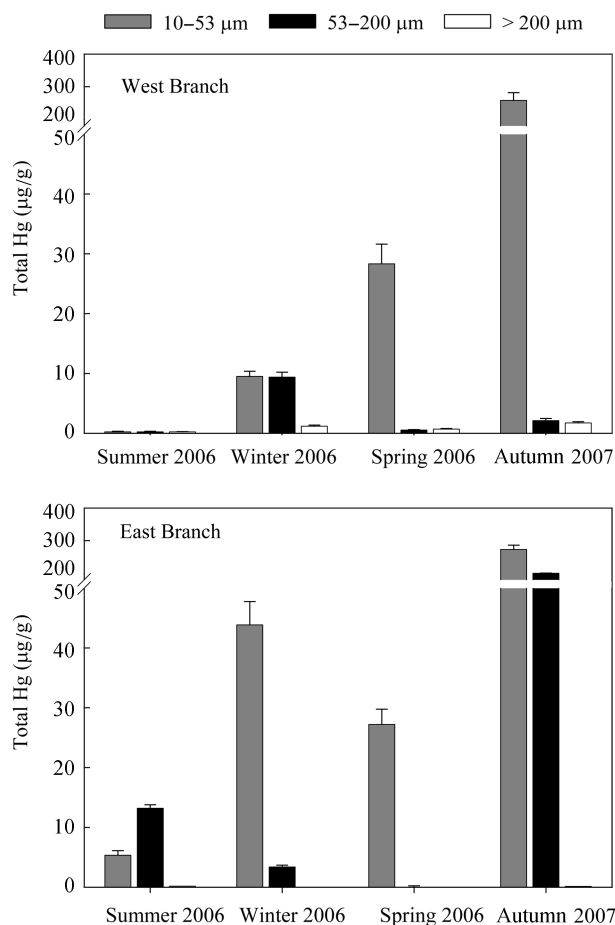 10–53 μm 53–200 μm > 200 μm
West Branch
400
300
200
50
40
30
20
10
0
Total Hg (μg/g)
Summer 2006 Winter 2006 Spring 2006 Autumn 2007
East Branch
400
300
200
50
40
30
20
10
0
Total Hg (μg/g)
Summer 2006 Winter 2006 Spring 2006 Autumn 2007